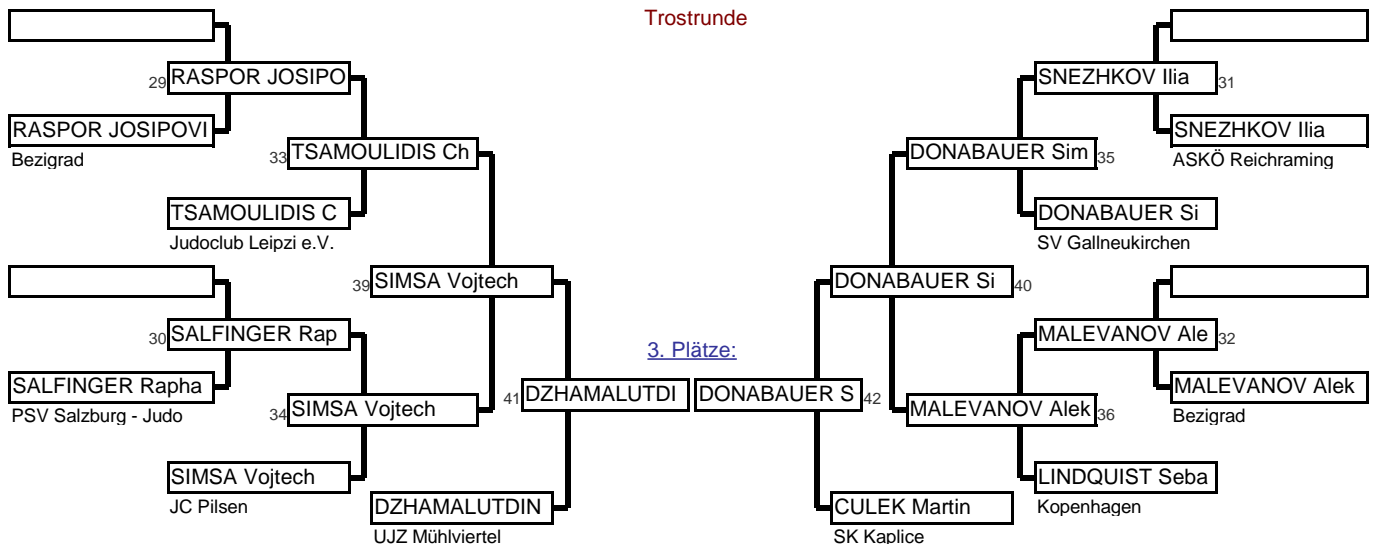 Trostrunde
29 RASPOR JOSIPO
SNEZHKOV Ilia 31
RASPOR JOSIPOVI
SNEZHKOV Ilia
Bezigrad
ASKÖ Reichraming
33 TSAMOULIDIS Ch
DONABAUER Sim 35
TSAMOULIDIS C
DONABAUER Si
Judoclub Leipzi e.V.
SV Gallneukirchen
39 SIMSA Vojtech
DONABAUER Si 40
30 SALFINGER Rap
MALEVANOV Ale 32
3. Plätze:
SALFINGER Rapha
41 DZHAMALUTDI
DONABAUER S 42
MALEVANOV Alek
PSV Salzburg - Judo
34 SIMSA Vojtech
MALEVANOV Alek 36
Bezigrad
SIMSA Vojtech
LINDQUIST Seba
JC Pilsen
DZHAMALUTDIN
CULEK Martin
Kopenhagen
UJZ Mühlviertel
SK Kaplice